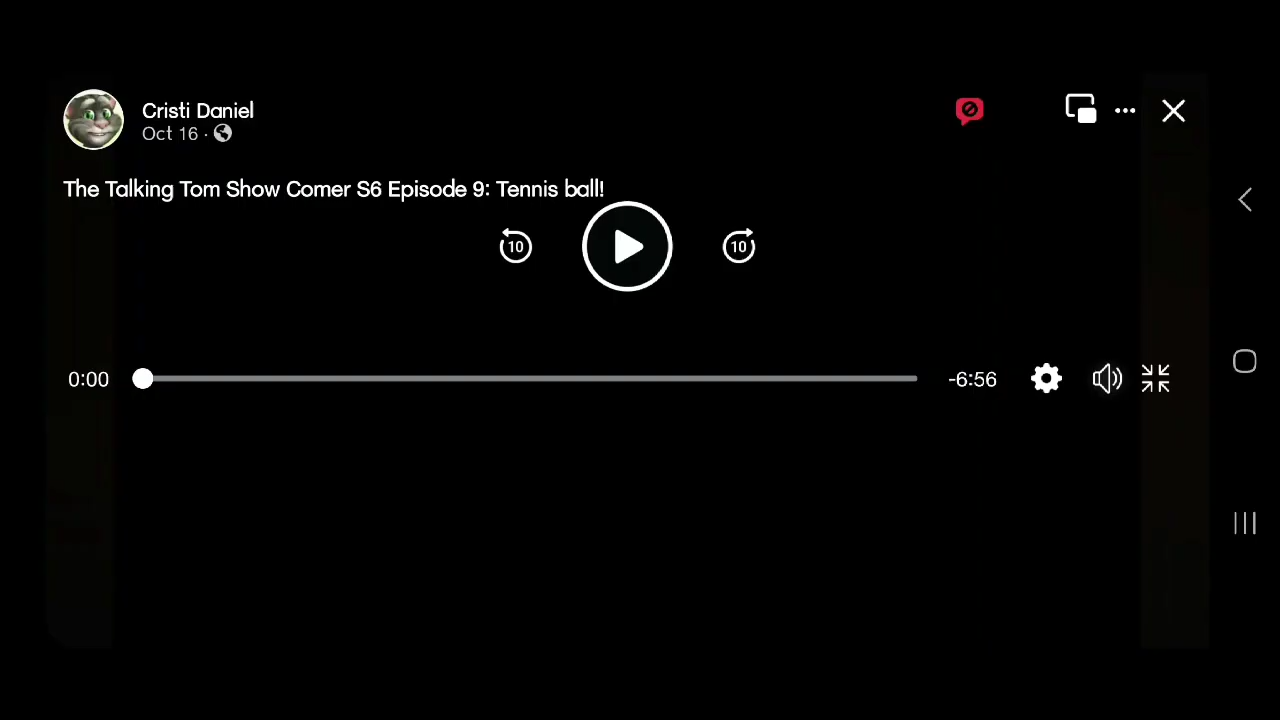 Cristi Daniel
Oct 16 ·
The Talking Tom Show Comer S6 Episode 9: Tennis ball!
10
10
0:00
-6:56